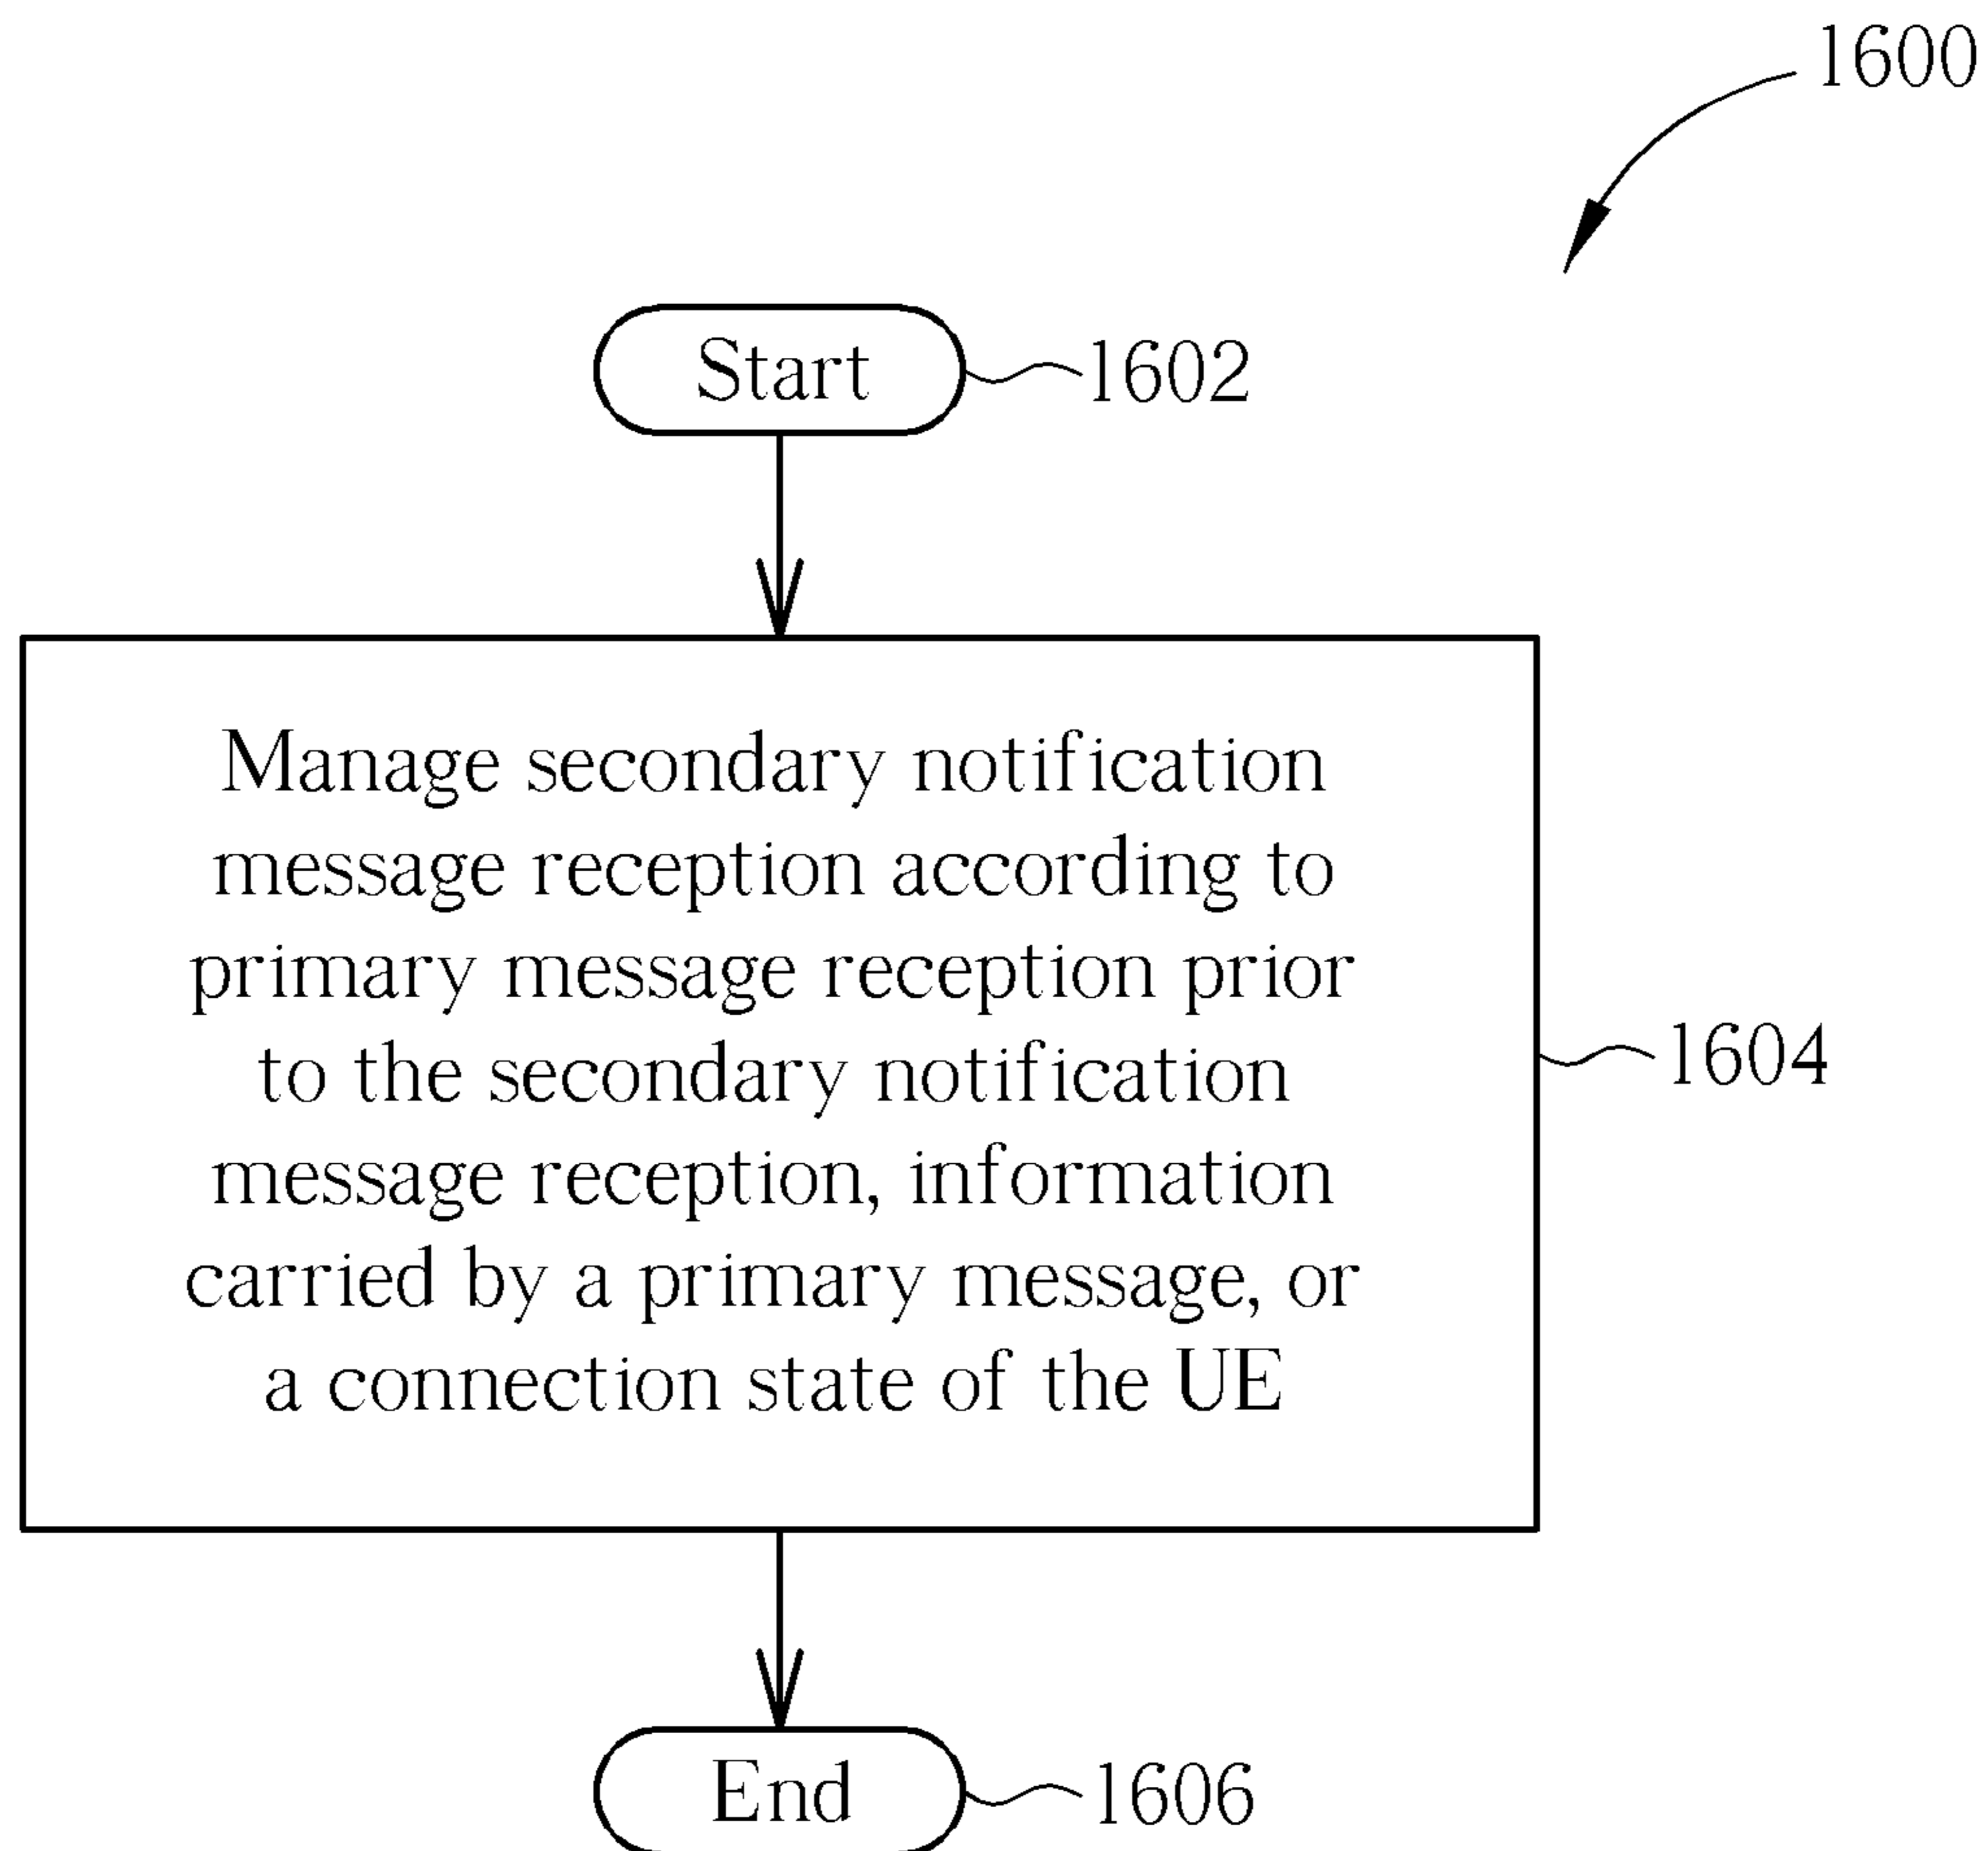 1600
Start
1602
Manage secondary notification
message reception according to
primary message reception prior
to the secondary notification
message reception, information
carried by a primary message, or
a connection state of the UE
1604
End
1606